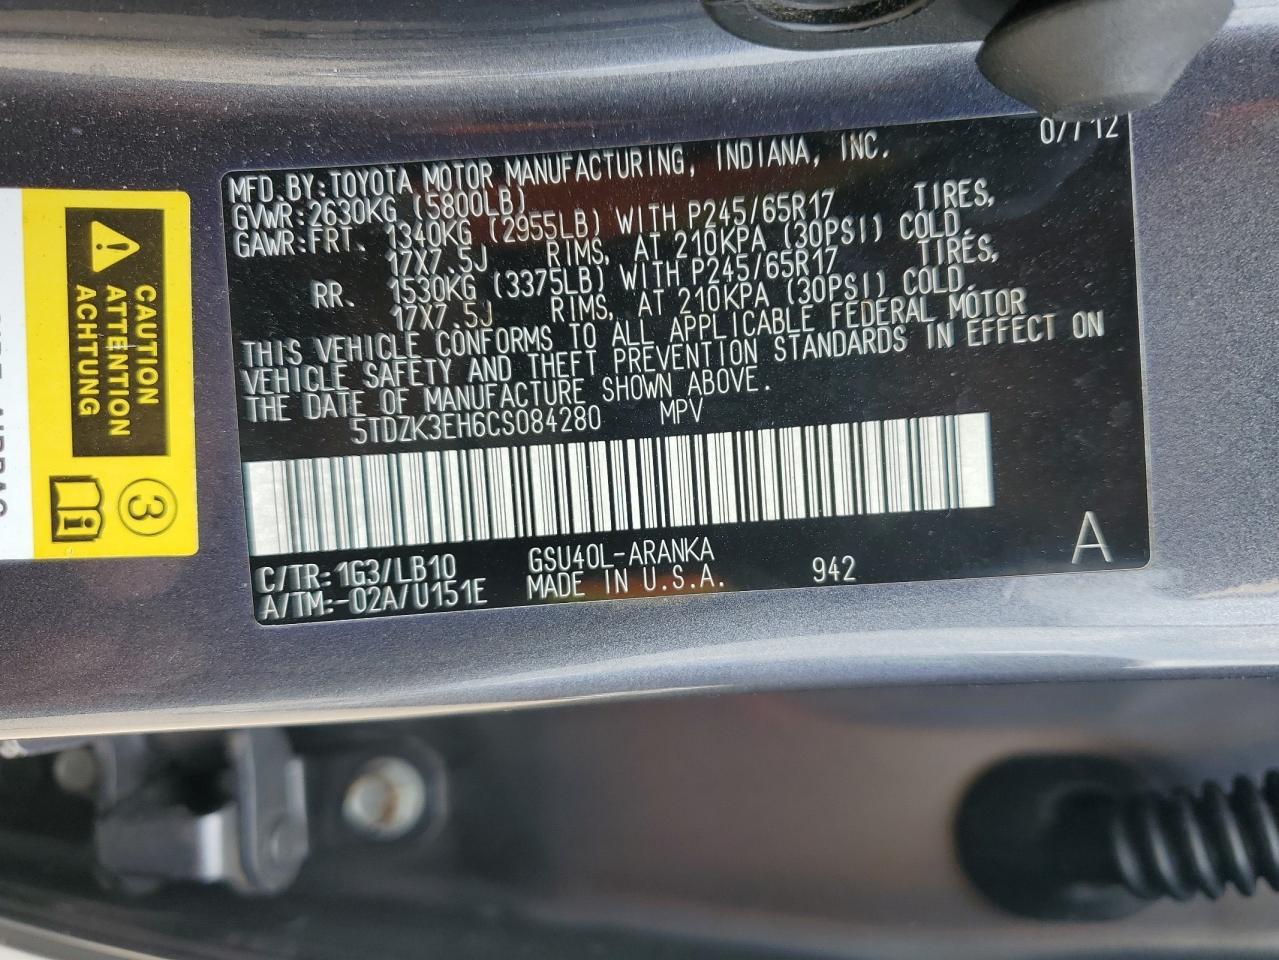 07/12
MFD.BY:TOYOTA MOTOR MANUFACTURING, INDIANA, INC.
GVWR:2630KG (5800LB)
GAWR:FRT. 1340KG (2955LB) WITH P245/65R17 TIRES,
17X7.5J RIMS, AT 210KPA (30PSI) COLD.
RR. 1530KG (3375LB) WITH P245/65R17 TIRES,
17X7.5J RIMS, AT 210KPA (30PSI) COLD.
THIS VEHICLE CONFORMS TO ALL APPLICABLE FEDERAL MOTOR
VEHICLE SAFETY AND THEFT PREVENTION STANDARDS IN EFFECT ON
THE DATE OF MANUFACTURE SHOWN ABOVE.
5TDZK3EH6CS084280 MPV
C/TR:1G3/LB10 GSU40L-ARANKA
A/TM:-02A/U151E MADE IN U.S.A. 942
A
CAUTION
ATTENTION
ACHTUNG
3